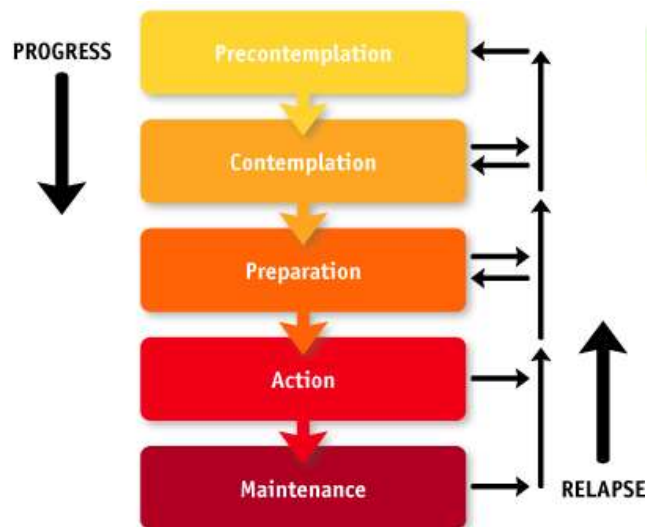 PROGRESS
Precontemplation
Contemplation
Preparation
Action
Maintenance
RELAPSE